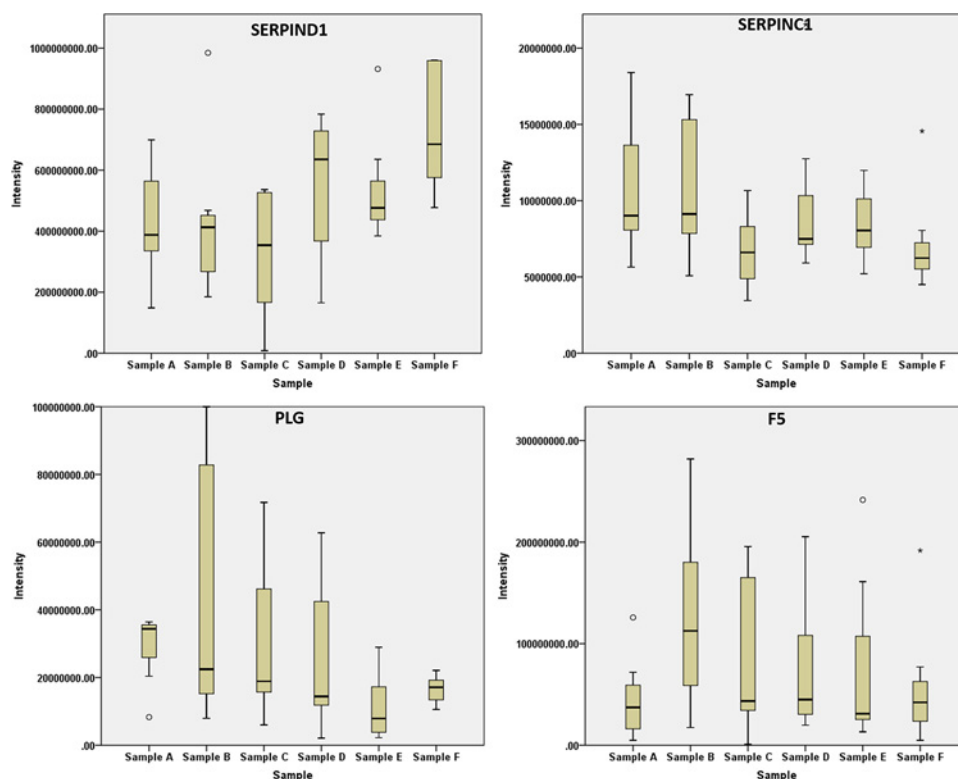 SERPIND1
1000000000.00
800000000.00
600000000.00
400000000.00
200000000.00
.00
Intensity
Sample A Sample B Sample C Sample D Sample E Sample F
Sample
SERPINC1
20000000.00
15000000.00
10000000.00
5000000.00
.00
Intensity
Sample A Sample B Sample C Sample D Sample E Sample F
Sample
PLG
100000000.00
80000000.00
60000000.00
40000000.00
20000000.00
.00
Intensity
Sample A Sample B Sample C Sample D Sample E Sample F
F5
300000000.00
200000000.00
100000000.00
.00
Intensity
Sample A Sample B Sample C Sample D Sample E Sample F